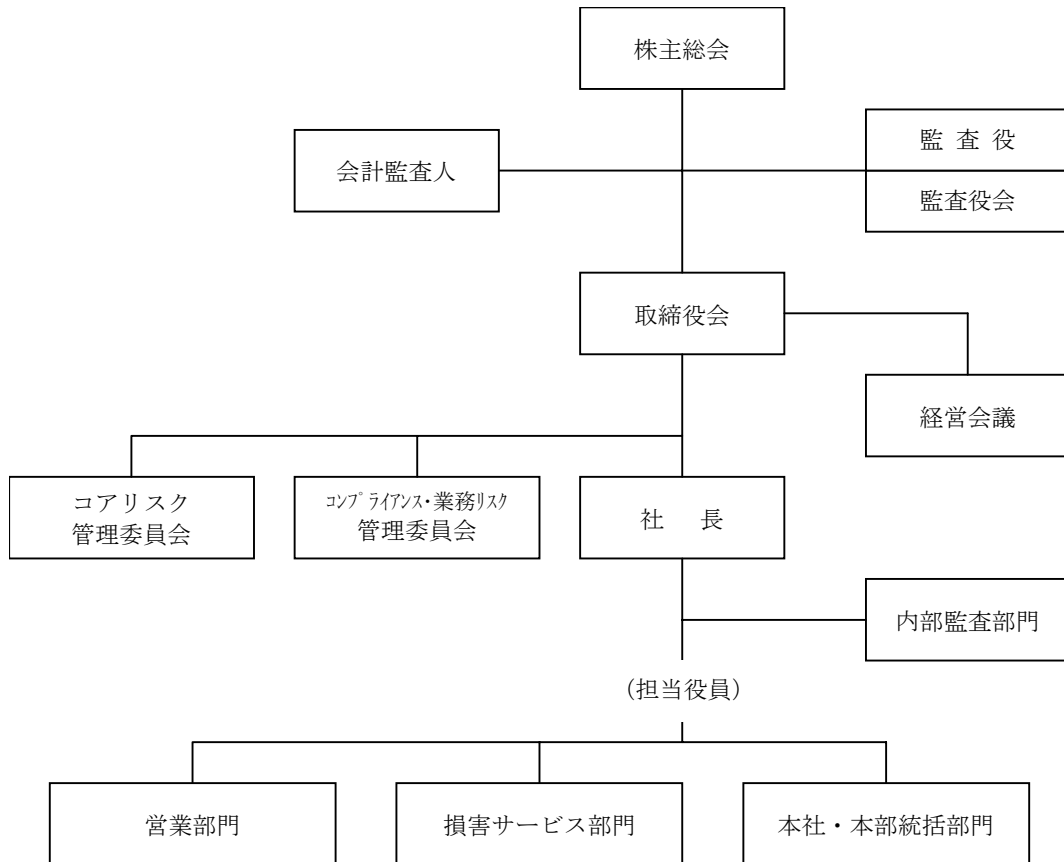 株主総会
会計監査人
監 査 役
監査役会
取締役会
経営会議
コアリスク
管理委員会
ｺﾝﾌﾟﾗｲｱﾝｽ・業務ﾘｽｸ
管理委員会
社　長
内部監査部門
（担当役員）
営業部門
損害サービス部門
本社・本部統括部門